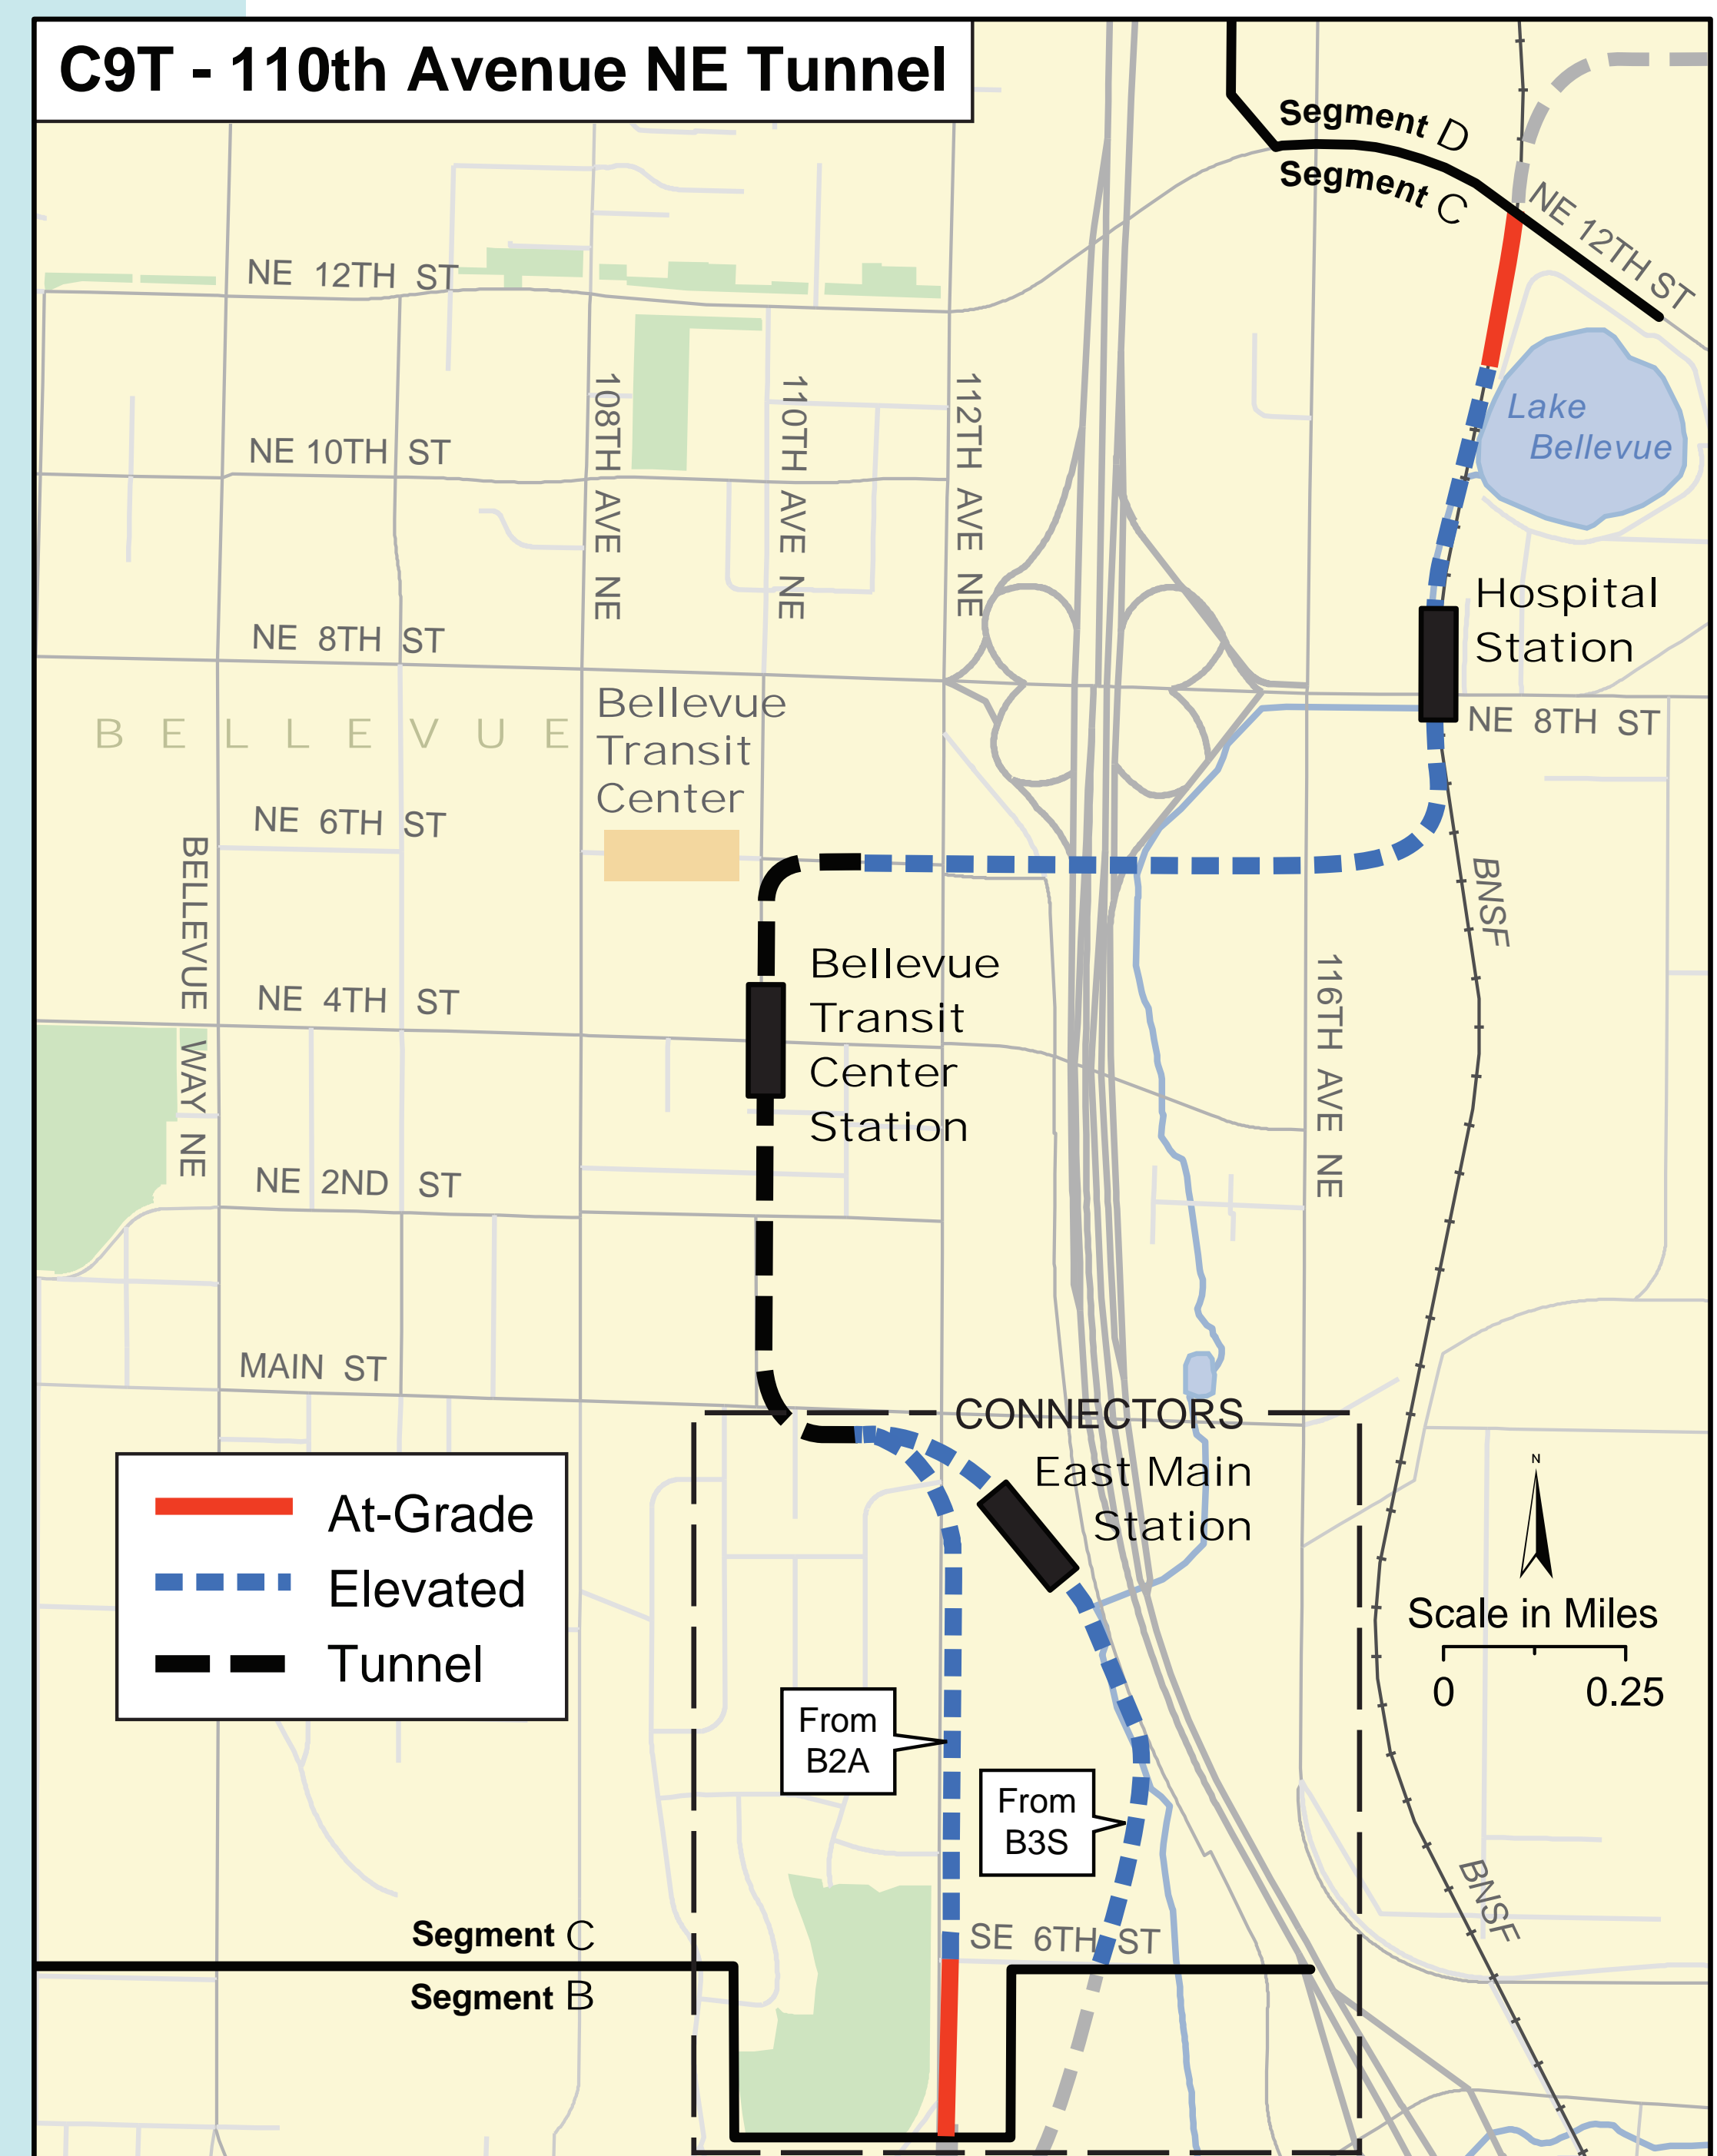 C9T - 110th Avenue NE Tunnel
Segment D
Segment C
NE 12TH ST
NE 12TH ST
Lake
Bellevue
108TH AVE NE
110TH AVE NE
112TH AVE NE
NE 10TH ST
Hospital
Station
NE 8TH ST
NE 8TH ST
BELLEVUE
Bellevue
Transit
Center
NE 6TH ST
BELLEVUE WAY NE
BNSF
Bellevue
Transit
Center
Station
116TH AVE NE
NE 4TH ST
NE 2ND ST
MAIN ST
CONNECTORS
East Main
Station
N
Scale in Miles
0 0.25
At-Grade
Elevated
Tunnel
From
B2A
From
B3S
BNSF
SE 6TH ST
Segment C
Segment B